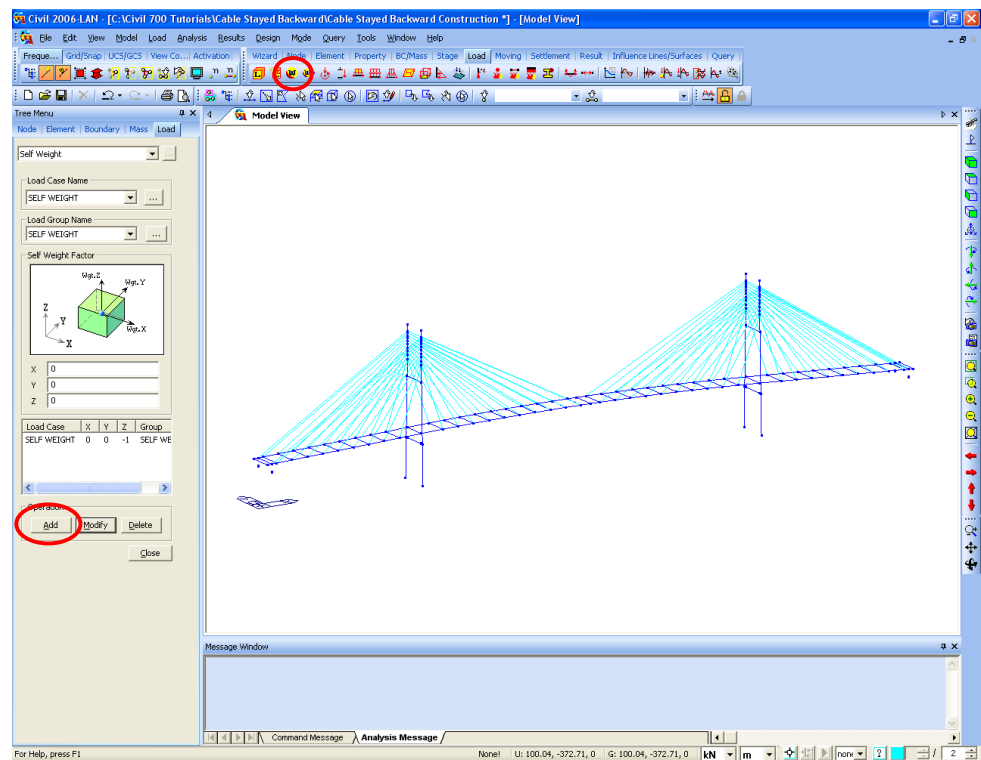 Civil 2006-LAN - [C:\Civil 700 Tutorials\Cable Stayed Backward\Cable Stayed Backward Construction *] - [Model View]
File Edit View Model Load Analysis Results Design Mode Query Tools Window Help
Freque... Grid/Snap UCS/GCS View Co... Activation Wizard Node Element Property BC/Mass Stage Load Moving Settlement Result Influence Lines/Surfaces Query
Tree Menu
Model View
Node Element Boundary Mass Load
Self Weight
Load Case Name
SELF WEIGHT
...
Load Group Name
SELF WEIGHT
...
Self Weight Factor
Wgt.Z
Wgt.Y
Z
Y
Wgt.X
X
X 0
Y 0
Z 0
Load Case X Y Z Group
SELF WEIGHT 0 0 -1 SELF WE
Operation
Add Modify Delete
Close
Message Window
Command Message Analysis Message
For Help, press F1
None! U: 100.04, -372.71, 0 G: 100.04, -372.71, 0 kN m none ? / 2